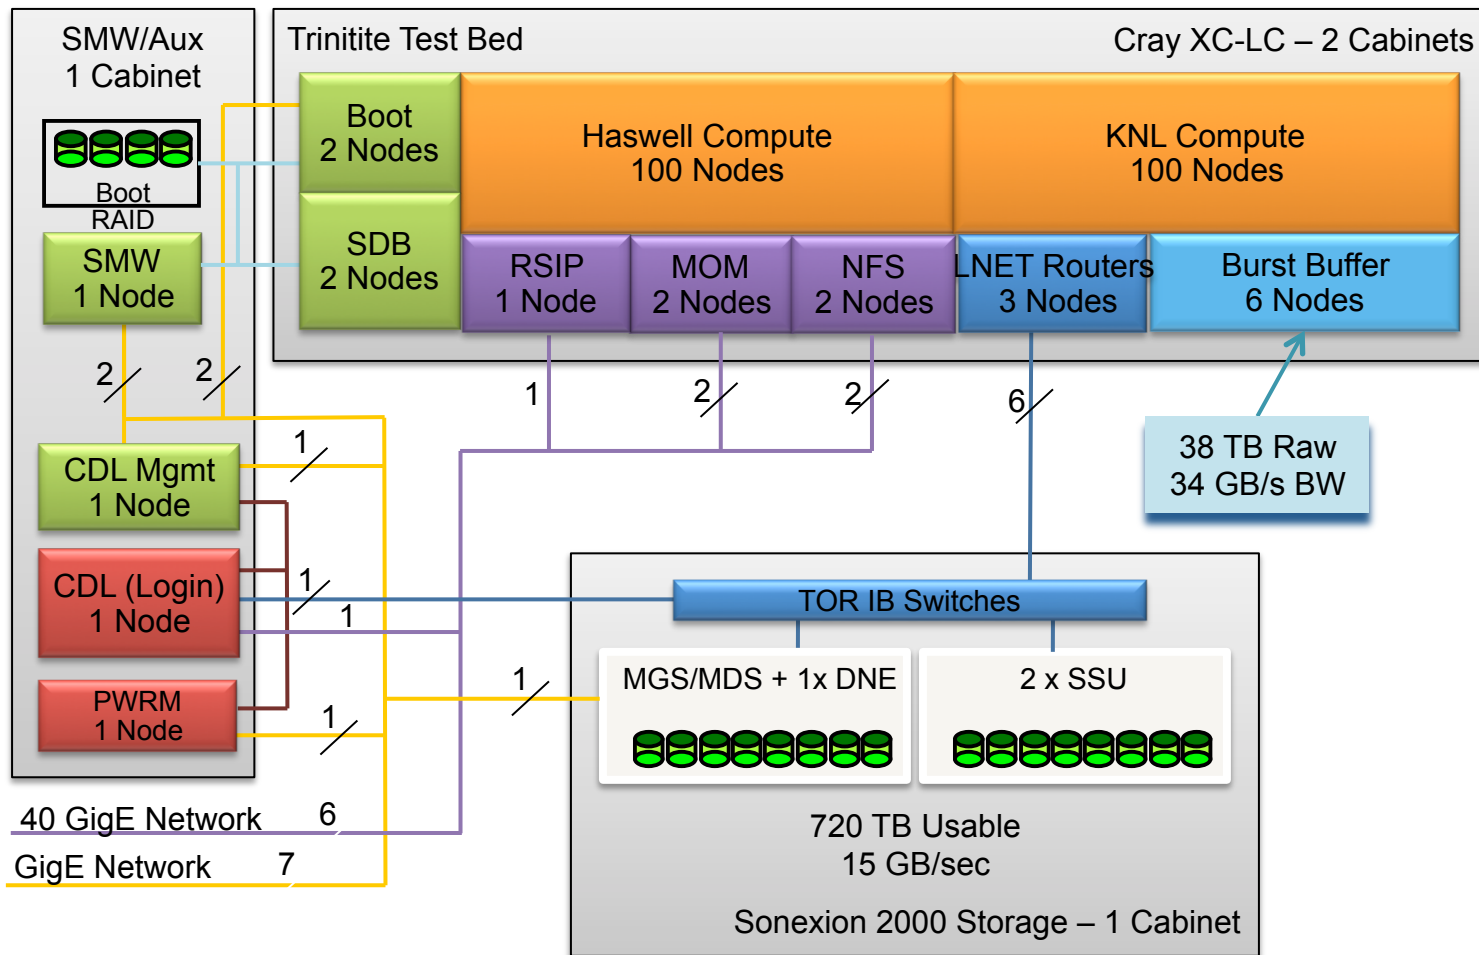 SMW/Aux
1 Cabinet
Boot
RAID
SMW
1 Node
2
2
CDL Mgmt
1 Node
1
CDL (Login)
1 Node
1
1
PWRM
1 Node
1
40 GigE Network
6
GigE Network
7
Trinitite Test Bed
Cray XC-LC – 2 Cabinets
Boot
2 Nodes
Haswell Compute
100 Nodes
KNL Compute
100 Nodes
SDB
2 Nodes
RSIP
1 Node
MOM
2 Nodes
NFS
2 Nodes
LNET Routers
3 Nodes
Burst Buffer
6 Nodes
1
2
2
6
38 TB Raw
34 GB/s BW
TOR IB Switches
1
MGS/MDS + 1x DNE
2 x SSU
720 TB Usable
15 GB/sec
Sonexion 2000 Storage – 1 Cabinet